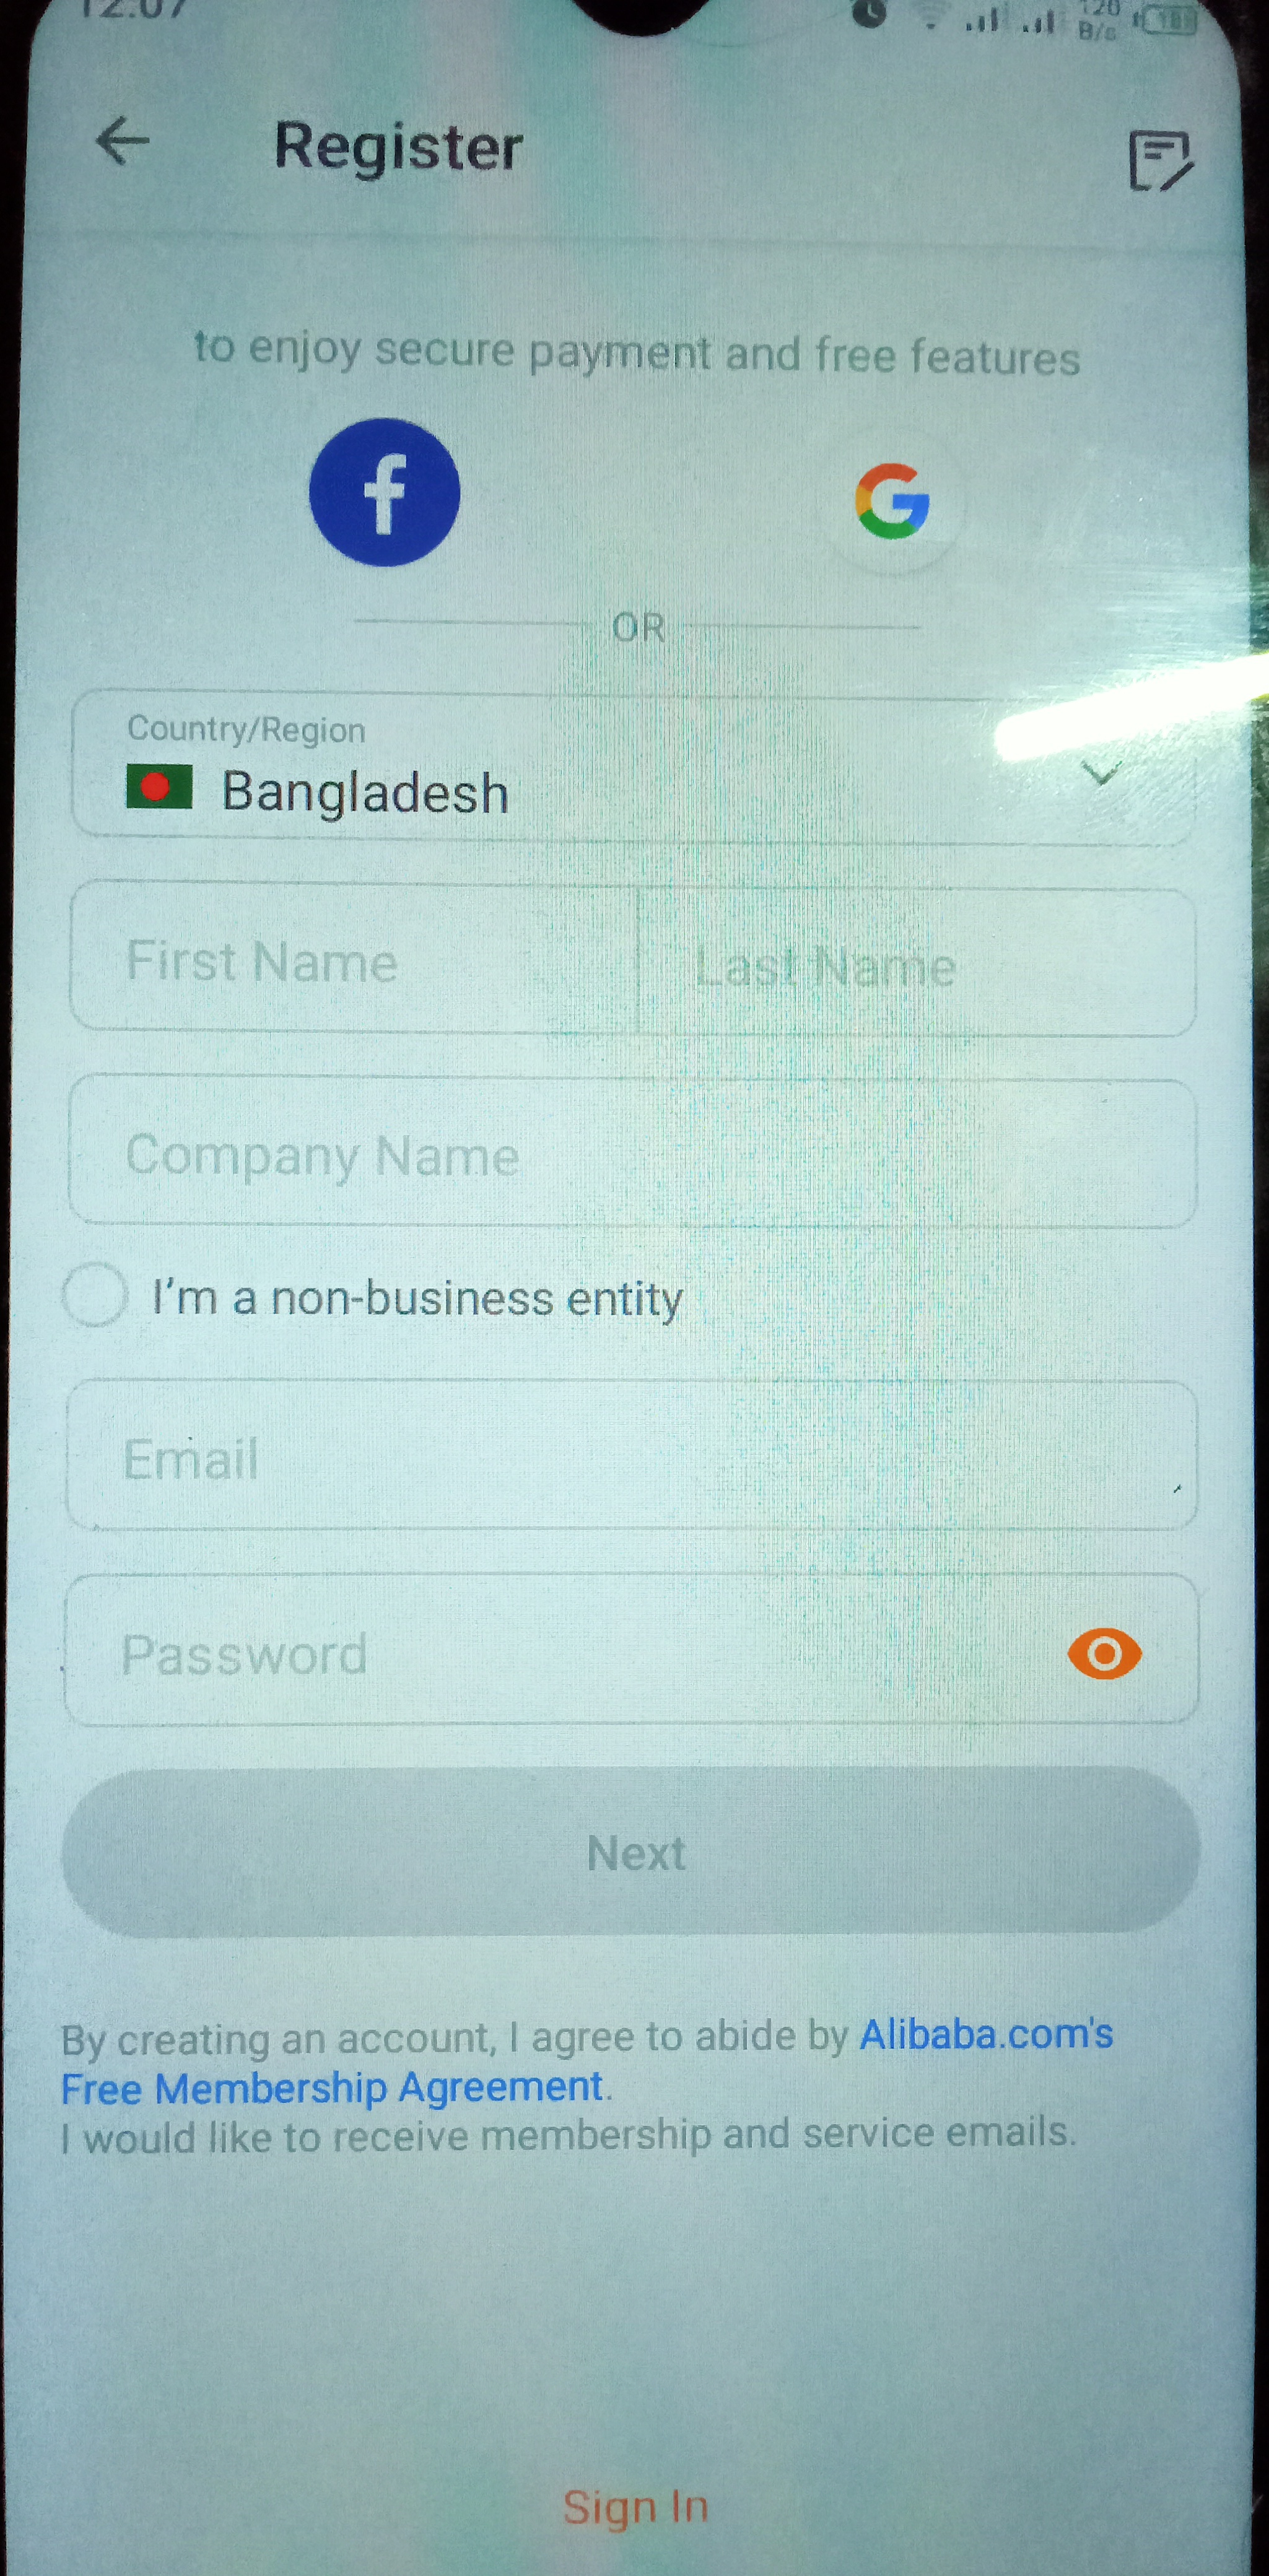 12:07
120
B/s
Register
to enjoy secure payment and free features
OR
Country/Region
Bangladesh
First Name
Last Name
Company Name
I'm a non-business entity
Email
Password
Next
By creating an account, I agree to abide by Alibaba.com's
Free Membership Agreement.
I would like to receive membership and service emails.
Sign In